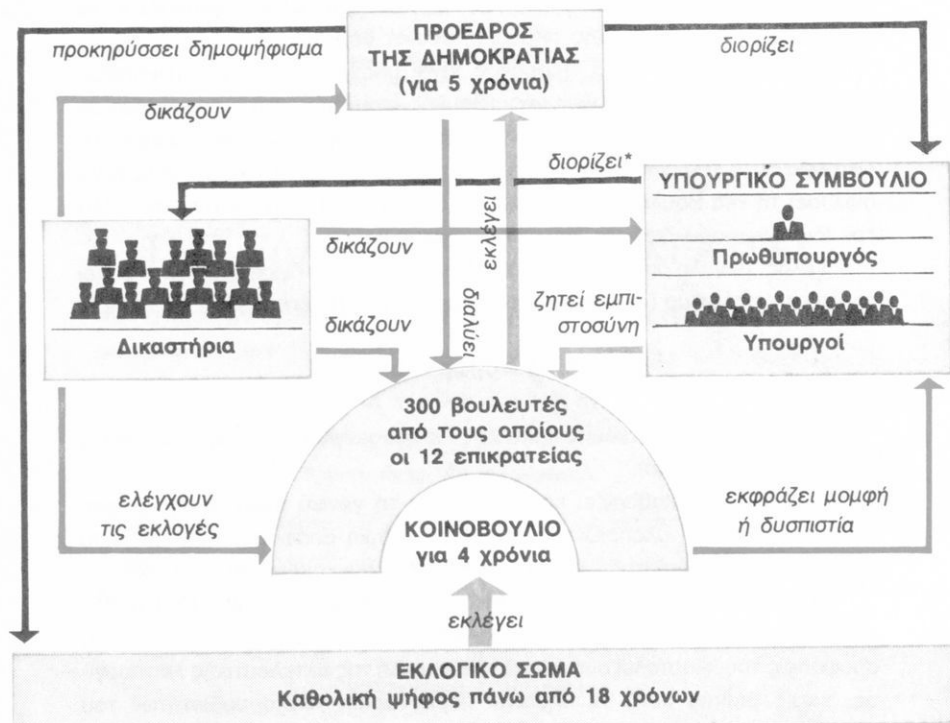 προκηρύσσει δημοψήφισμα
ΠΡΟΕΔΡΟΣ
ΤΗΣ ΔΗΜΟΚΡΑΤΙΑΣ
(για 5 χρόνια)
διορίζει
δικάζουν
διορίζει*
ΥΠΟΥΡΓΙΚΟ ΣΥΜΒΟΥΛΙΟ
Πρωθυπουργός
Υπουργοί
δικάζουν
εκλέγει
διαλύει
ζητεί εμπι-
στοσύνη
δικάζουν
Δικαστήρια
300 βουλευτές
από τους οποίους
οι 12 επικρατείας
ελέγχουν
τις εκλογές
ΚΟΙΝΟΒΟΥΛΙΟ
για 4 χρόνια
εκφράζει μομφή
ή δυσπιστία
εκλέγει
ΕΚΛΟΓΙΚΟ ΣΩΜΑ
Καθολική ψήφος πάνω από 18 χρόνων